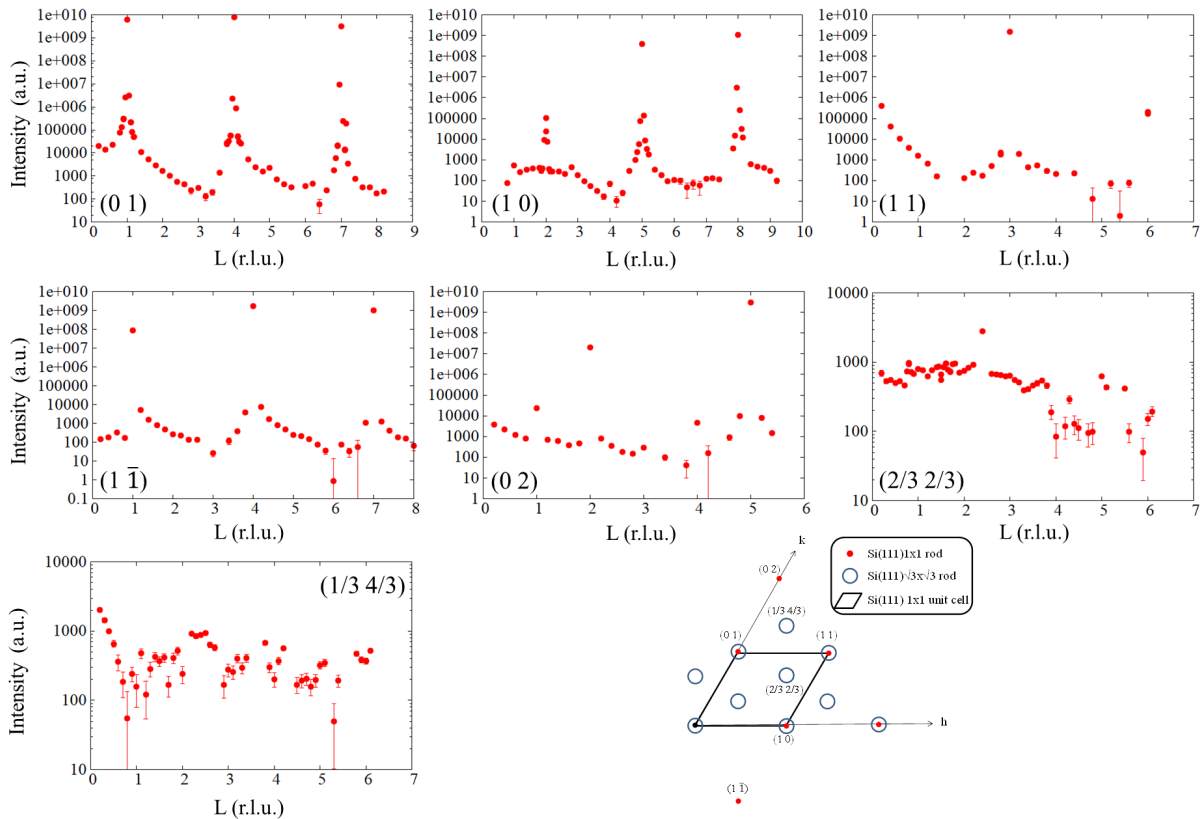 1e+010
1e+009
1e+008
1e+007
1e+006
100000
10000
1000
100
10
Intensity (a.u.)
(0 1)
0 1 2 3 4 5 6 7 8 9
L (r.l.u.)
1e+010
1e+009
1e+008
1e+007
1e+006
100000
10000
1000
100
10
1
(1 0)
0 1 2 3 4 5 6 7 8 9 10
L (r.l.u.)
1e+010
1e+009
1e+008
1e+007
1e+006
100000
10000
1000
100
10
1
(1 1)
0 1 2 3 4 5 6 7
L (r.l.u.)
1e+010
1e+009
1e+008
1e+007
1e+006
100000
10000
1000
100
10
1
0.1
Intensity (a.u.)
(1 1̅)
0 1 2 3 4 5 6 7 8
L (r.l.u.)
1e+010
1e+009
1e+008
1e+007
1e+006
100000
10000
1000
100
10
1
(0 2)
0 1 2 3 4 5 6
L (r.l.u.)
10000
1000
100
10
(2/3 2/3)
0 1 2 3 4 5 6 7
L (r.l.u.)
10000
1000
100
10
Intensity (a.u.)
(1/3 4/3)
0 1 2 3 4 5 6 7
L (r.l.u.)
k
(0 2)
(1/3 4/3)
(0 1)
(1 1)
(2/3 2/3)
(1 0)
h
(1 1̅)
Si(111)1x1 rod
Si(111)√3x√3 rod
Si(111) 1x1 unit cell